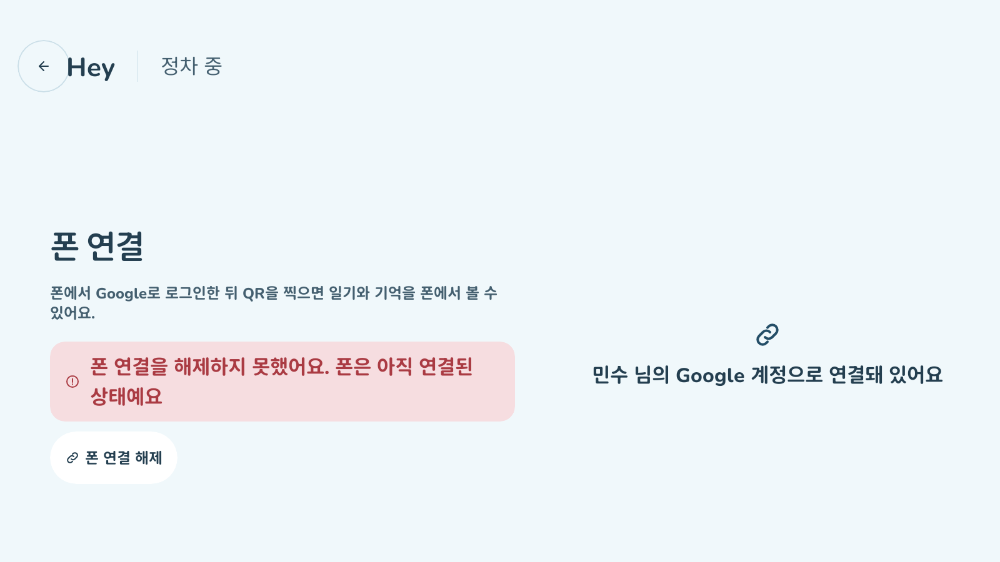 Hey
정차 중
폰 연결
폰에서 Google로 로그인한 뒤 QR을 찍으면 일기와 기억을 폰에서 볼 수
있어요.
폰 연결을 해제하지 못했어요. 폰은 아직 연결된
상태예요
폰 연결 해제
민수 님의 Google 계정으로 연결돼 있어요